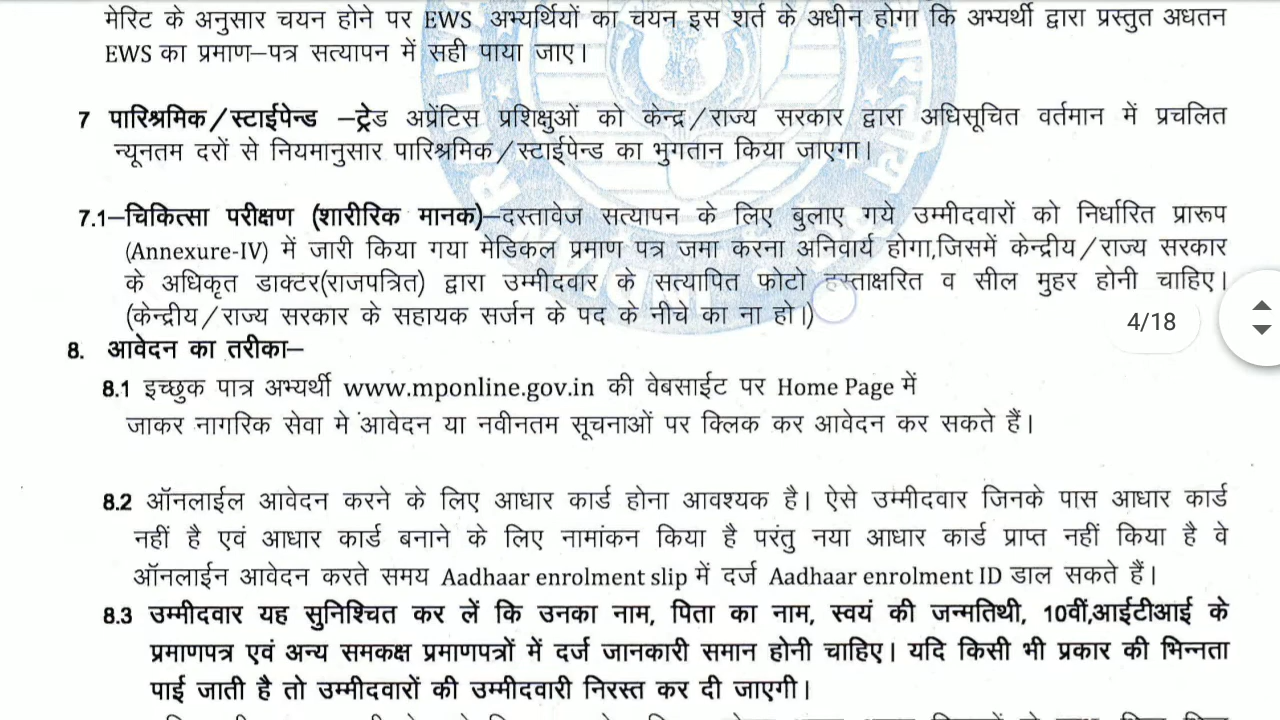 मेरिट के अनुसार चयन होने पर EWS अभ्यर्थियों का चयन इस शर्त के अधीन होगा कि अभ्यर्थी द्वारा प्रस्तुत अधतन
EWS का प्रमाण–पत्र सत्यापन में सही पाया जाए।
7 पारिश्रमिक/स्टाईपेन्ड –ट्रेड अप्रेंटिस प्रशिक्षुओं को केन्द्र/राज्य सरकार द्वारा अधिसूचित वर्तमान में प्रचलित
न्यूनतम दरों से नियमानुसार पारिश्रमिक/स्टाईपेन्ड का भुगतान किया जाएगा।
7.1–चिकित्सा परीक्षण (शारीरिक मानक)–दस्तावेज सत्यापन के लिए बुलाए गये उम्मीदवारों को निर्धारित प्रारूप
(Annexure-IV) में जारी किया गया मेडिकल प्रमाण पत्र जमा करना अनिवार्य होगा,जिसमें केन्द्रीय/राज्य सरकार
के अधिकृत डाक्टर(राजपत्रित) द्वारा उम्मीदवार के सत्यापित फोटो हस्ताक्षरित व सील मुहर होनी चाहिए।
(केन्द्रीय/राज्य सरकार के सहायक सर्जन के पद के नीचे का ना हो।)
4/18
8. आवेदन का तरीका–
8.1 इच्छुक पात्र अभ्यर्थी www.mponline.gov.in की वेबसाईट पर Home Page में
जाकर नागरिक सेवा मे आवेदन या नवीनतम सूचनाओं पर क्लिक कर आवेदन कर सकते हैं।
8.2 ऑनलाईल आवेदन करने के लिए आधार कार्ड होना आवश्यक है। ऐसे उम्मीदवार जिनके पास आधार कार्ड
नहीं है एवं आधार कार्ड बनाने के लिए नामांकन किया है परंतु नया आधार कार्ड प्राप्त नहीं किया है वे
ऑनलाईन आवेदन करते समय Aadhaar enrolment slip में दर्ज Aadhaar enrolment ID डाल सकते हैं।
8.3 उम्मीदवार यह सुनिश्चित कर लें कि उनका नाम, पिता का नाम, स्वयं की जन्मतिथी, 10वीं,आईटीआई के
प्रमाणपत्र एवं अन्य समकक्ष प्रमाणपत्रों में दर्ज जानकारी समान होनी चाहिए। यदि किसी भी प्रकार की भिन्नता
पाई जाती है तो उम्मीदवारों की उम्मीदवारी निरस्त कर दी जाएगी।